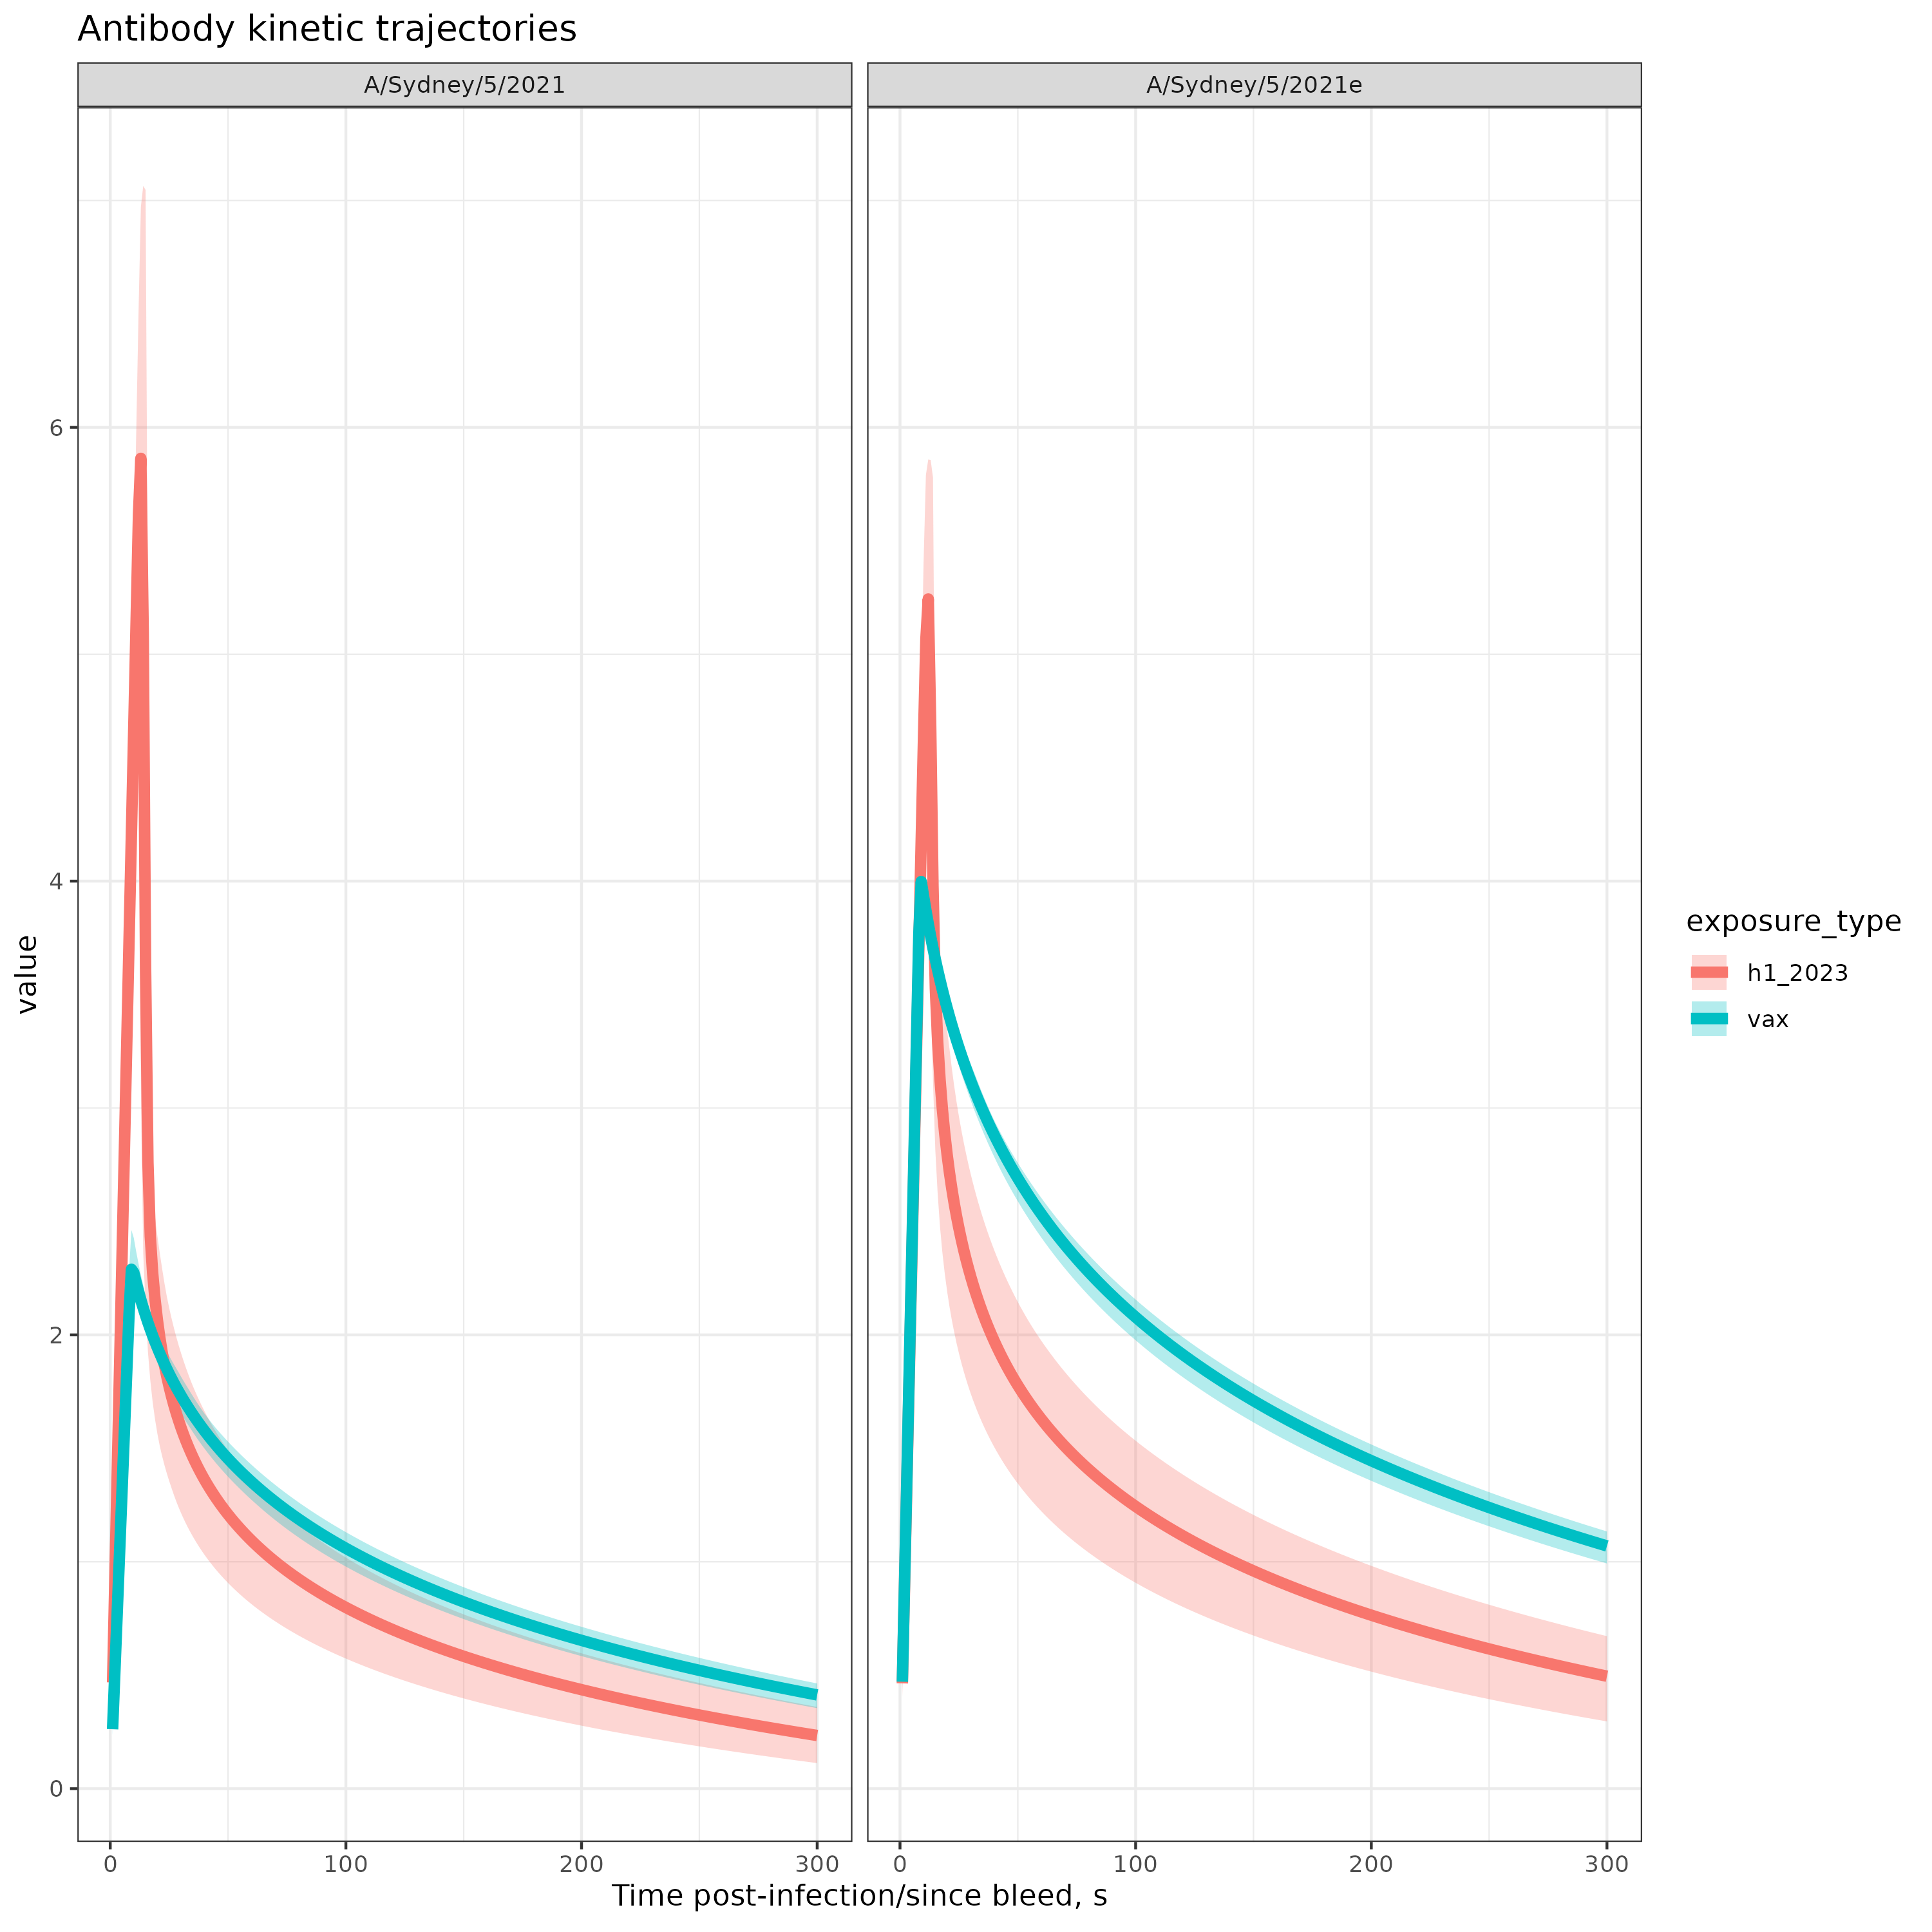 Antibody kinetic trajectories
A/Sydney/5/2021
A/Sydney/5/2021e
6
4
2
0
value
0
100
200
300
0
100
200
300
Time post-infection/since bleed, s
exposure_type
h1_2023
vax